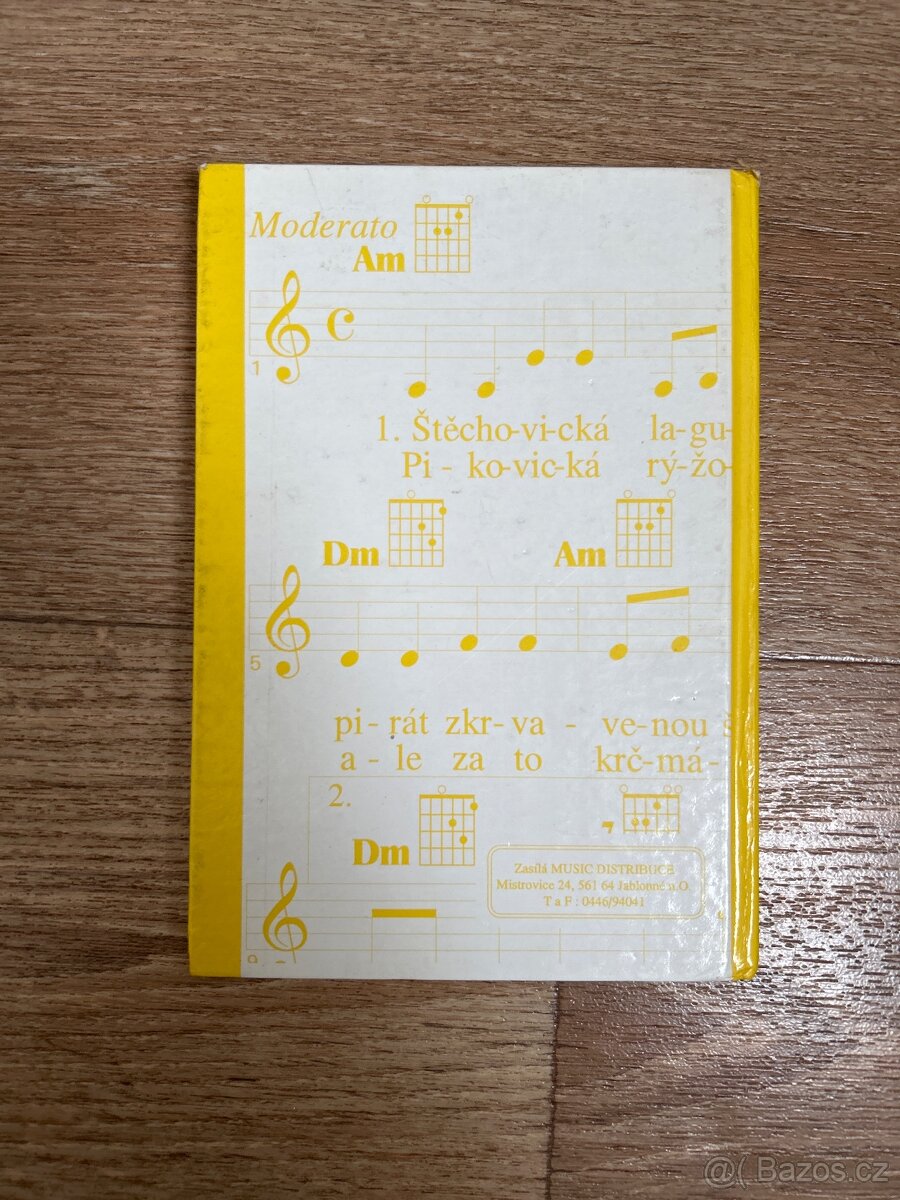 Moderato
Am
1
1. Štěcho-vi-cká la-gu-
Pi - ko-vic-ká rý-žo-
Dm Am
5
pi-rát zkr-va - ve-nou s
a - le za to krč-má-
2.
Dm
Zasílá MUSIC DISTRIBUCE
Mistrovice 24, 561 64 Jablonné n.O.
T a F : 0446/94041
@( Bazos.cz